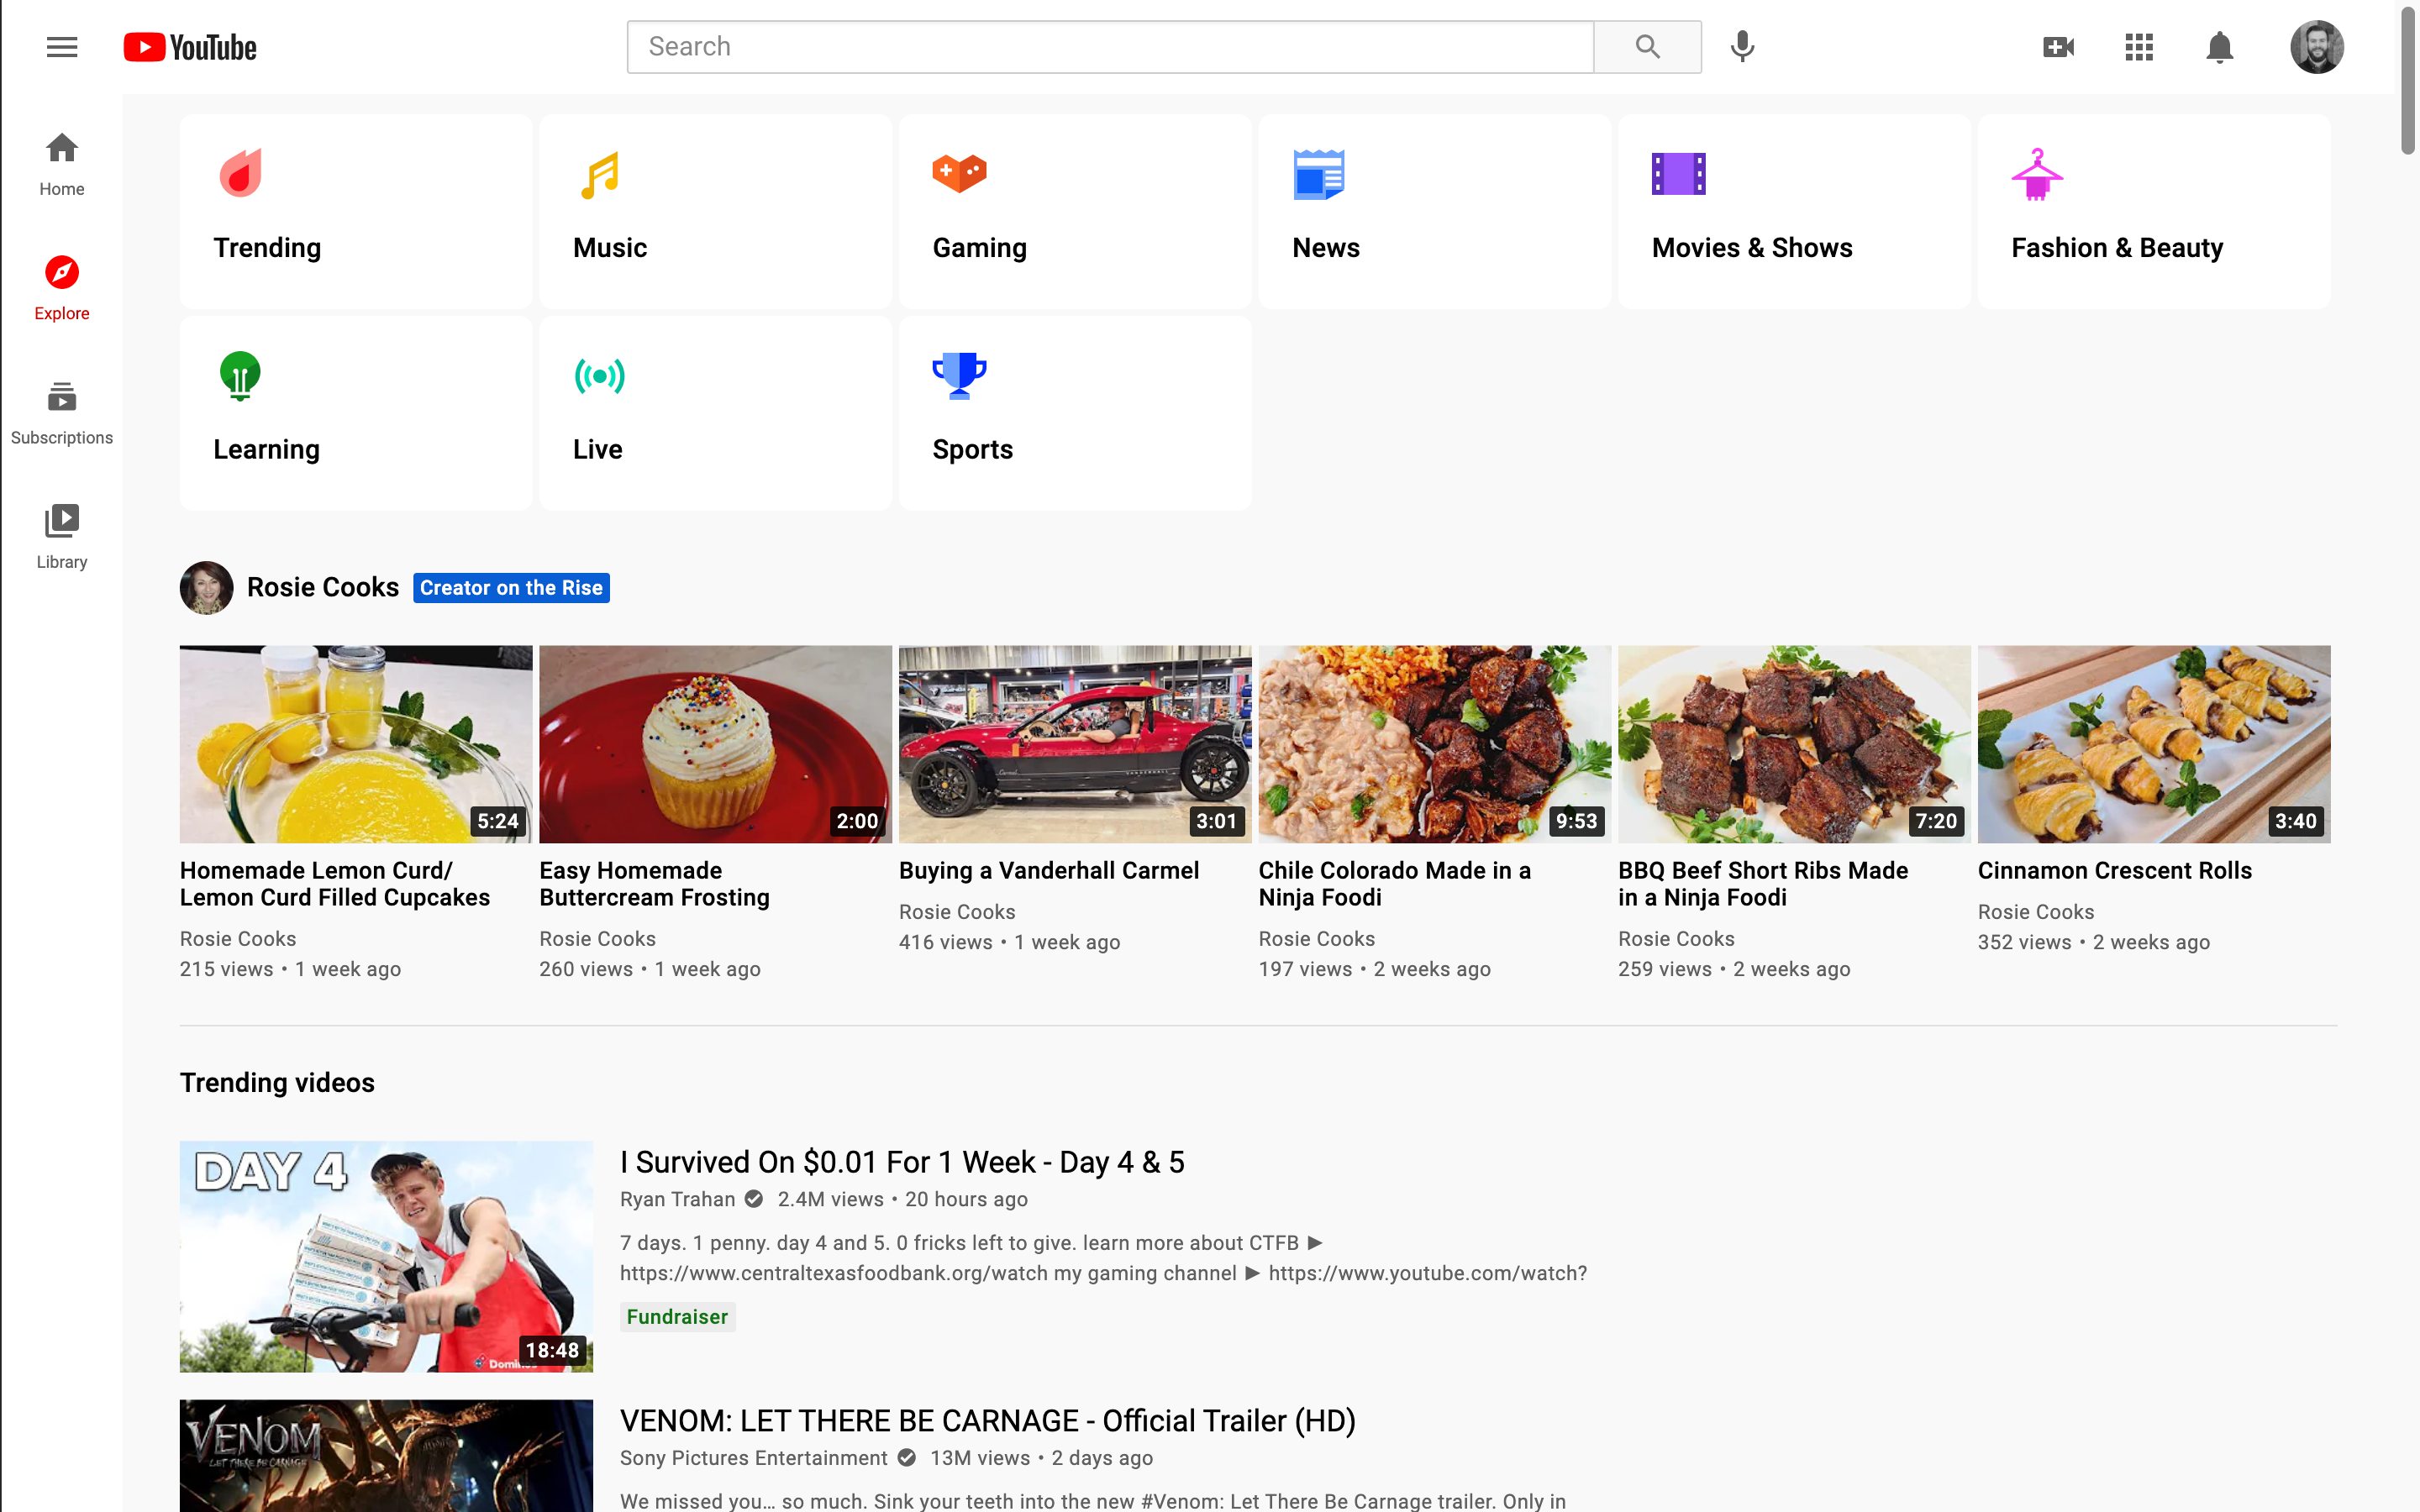 YouTube
Search
Home
Explore
Subscriptions
Library
Trending
Music
Gaming
News
Movies & Shows
Fashion & Beauty
Learning
Live
Sports
Rosie Cooks Creator on the Rise
5:24
2:00
3:01
9:53
7:20
3:40
Homemade Lemon Curd/
Lemon Curd Filled Cupcakes
Rosie Cooks
215 views • 1 week ago
Easy Homemade
Buttercream Frosting
Rosie Cooks
260 views • 1 week ago
Buying a Vanderhall Carmel
Rosie Cooks
416 views • 1 week ago
Chile Colorado Made in a
Ninja Foodi
Rosie Cooks
197 views • 2 weeks ago
BBQ Beef Short Ribs Made
in a Ninja Foodi
Rosie Cooks
259 views • 2 weeks ago
Cinnamon Crescent Rolls
Rosie Cooks
352 views • 2 weeks ago
Trending videos
DAY 4
18:48
I Survived On $0.01 For 1 Week - Day 4 & 5
Ryan Trahan 2.4M views • 20 hours ago
7 days. 1 penny. day 4 and 5. 0 fricks left to give. learn more about CTFB ►
https://www.centraltexasfoodbank.org/watch my gaming channel ► https://www.youtube.com/watch?
Fundraiser
VENOM
LET THERE BE CARNAGE
VENOM: LET THERE BE CARNAGE - Official Trailer (HD)
Sony Pictures Entertainment 13M views • 2 days ago
We missed you… so much. Sink your teeth into the new #Venom: Let There Be Carnage trailer. Only in